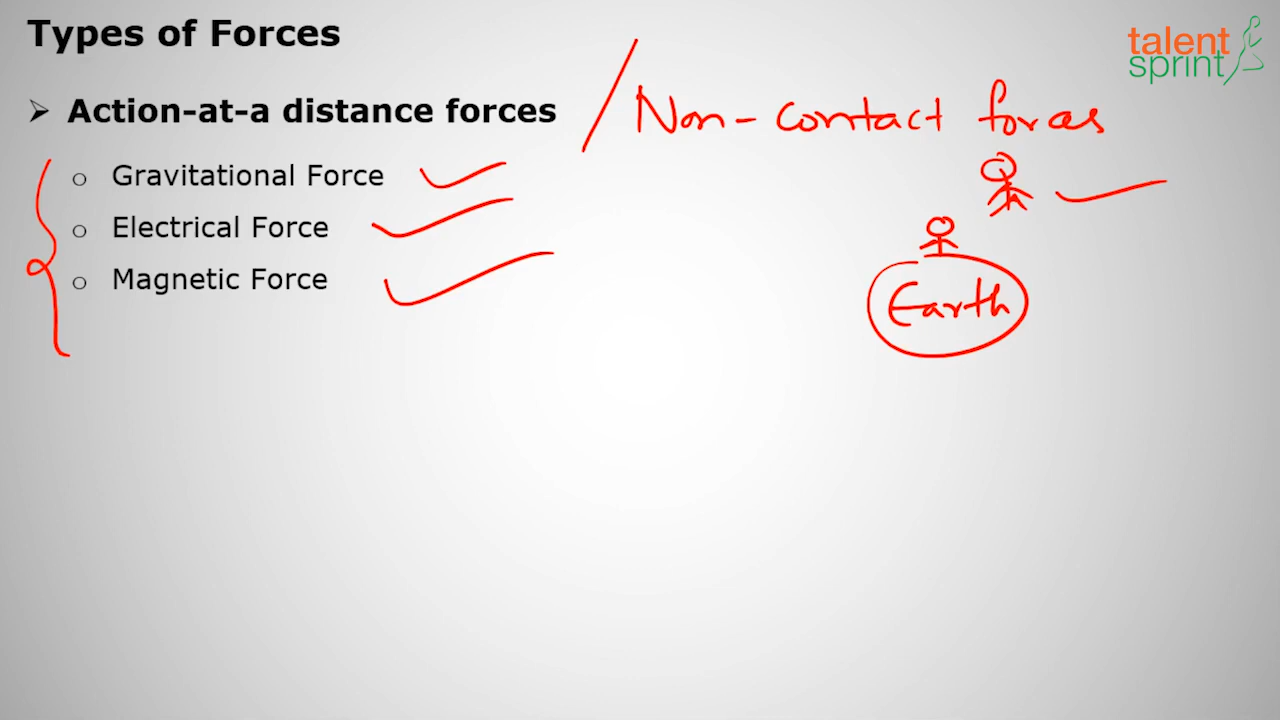 Types of Forces
talent
sprint
➢ Action-at-a distance forces / Non-contact forces
o Gravitational Force
o Electrical Force
o Magnetic Force
Earth